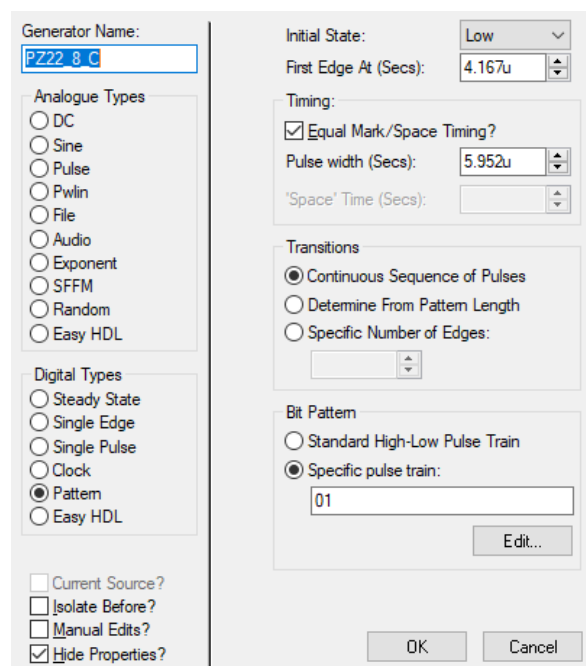 Generator Name:
PZ22_8_C
Analogue Types
DC
Sine
Pulse
Pwlin
File
Audio
Exponent
SFFM
Random
Easy HDL
Digital Types
Steady State
Single Edge
Single Pulse
Clock
Pattern
Easy HDL
Current Source?
Isolate Before?
Manual Edits?
Hide Properties?
Initial State: Low
First Edge At (Secs): 4.167u
Timing:
Equal Mark/Space Timing?
Pulse width (Secs): 5.952u
'Space' Time (Secs):
Transitions
Continuous Sequence of Pulses
Determine From Pattern Length
Specific Number of Edges:
Bit Pattern
Standard High-Low Pulse Train
Specific pulse train:
01
Edit...
OK Cancel